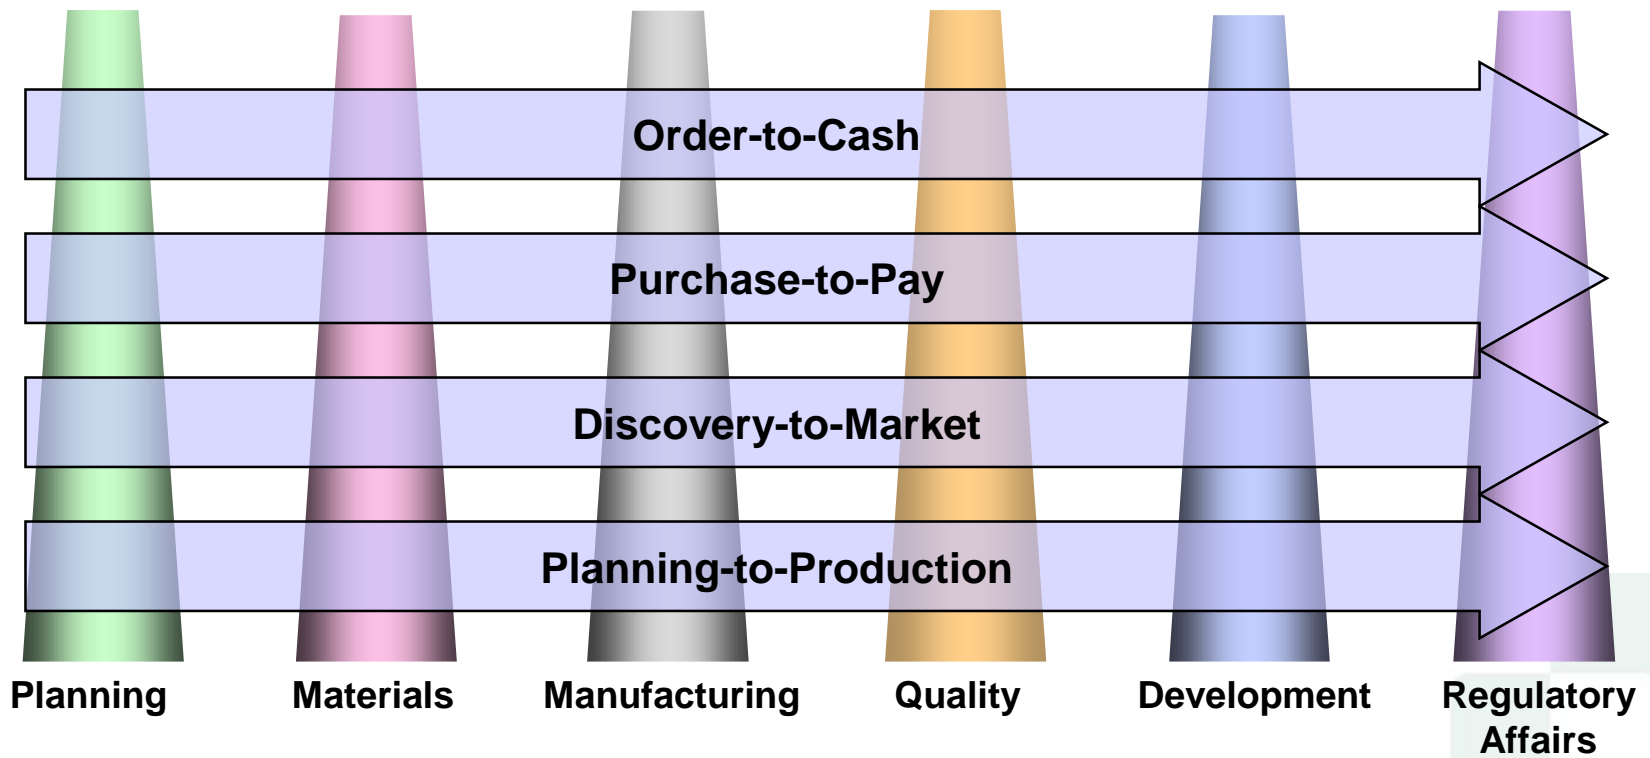 Order-to-Cash
Purchase-to-Pay
Discovery-to-Market
Planning-to-Production
Planning
Materials
Manufacturing
Quality
Development
Regulatory
Affairs